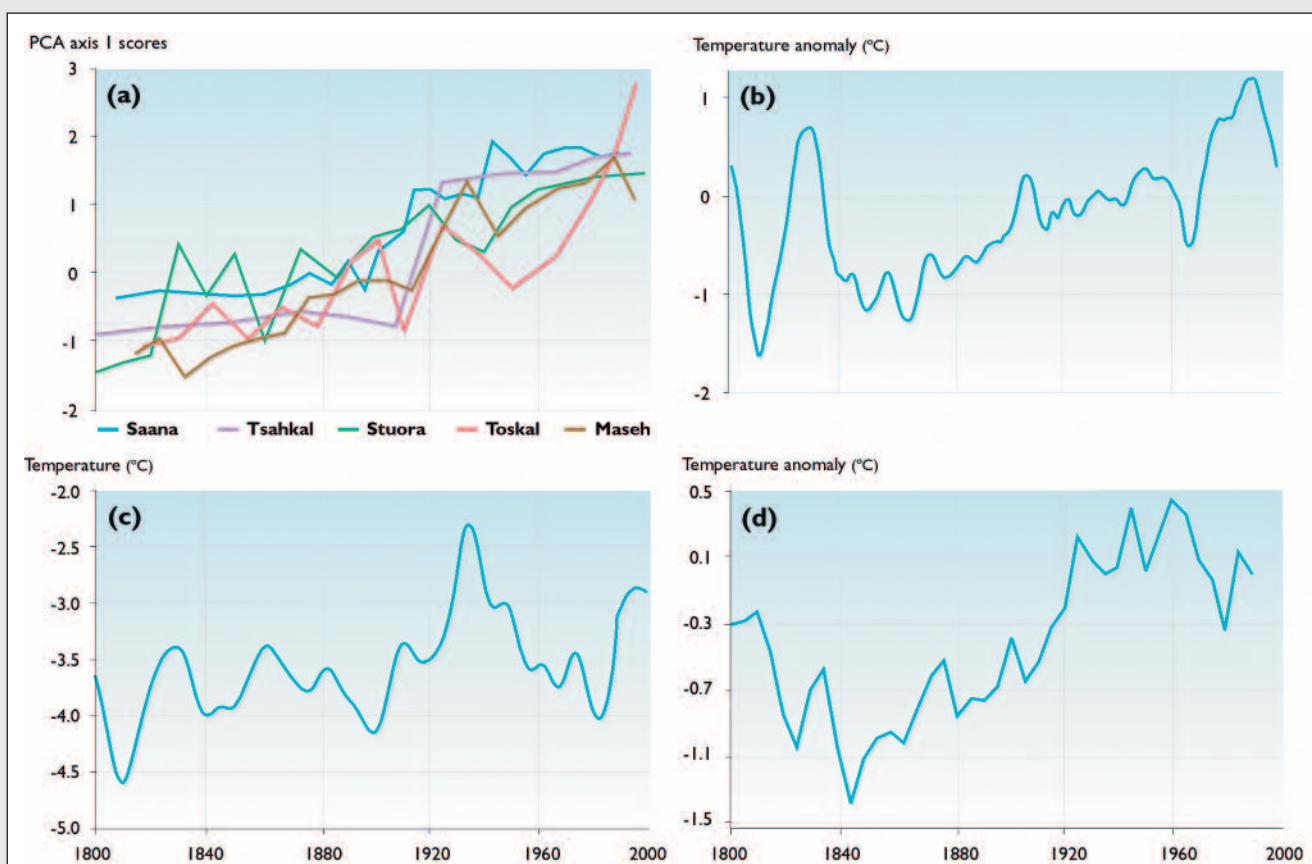 PCA axis 1 scores
(a)
3
2
1
0
-1
-2
Saana Tsahkal Stuora Toskal Maseh
Temperature anomaly (°C)
(b)
1
0
-1
-2
Temperature (°C)
(c)
-2.0
-2.5
-3.0
-3.5
-4.0
-4.5
-5.0
1800 1840 1880 1920 1960 2000
Temperature anomaly (°C)
(d)
0.5
0.1
-0.3
-0.7
-1.1
-1.5
1800 1840 1880 1920 1960 2000